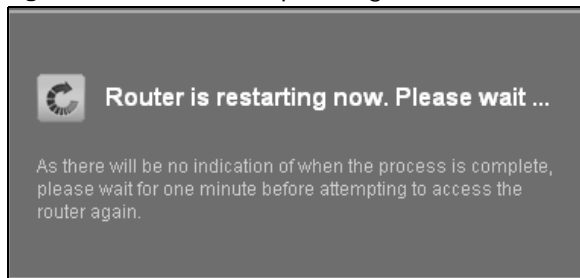 Router is restarting now. Please wait ...
As there will be no indication of when the process is complete,
please wait for one minute before attempting to access the
router again.